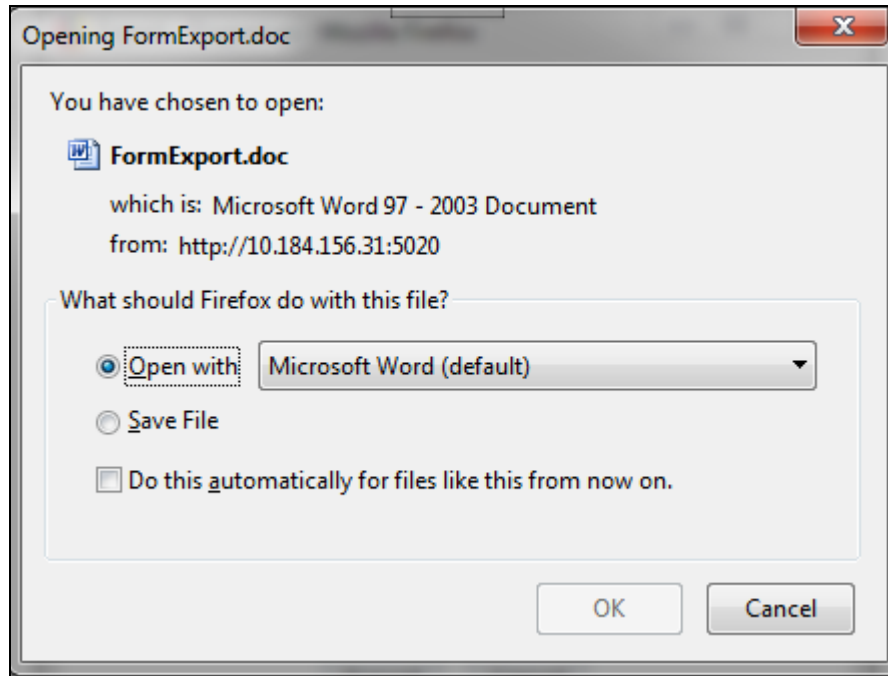 Opening FormExport.doc
You have chosen to open:
FormExport.doc
which is: Microsoft Word 97 - 2003 Document
from: http://10.184.156.31:5020
What should Firefox do with this file?
Open with Microsoft Word (default)
Save File
Do this automatically for files like this from now on.
OK Cancel